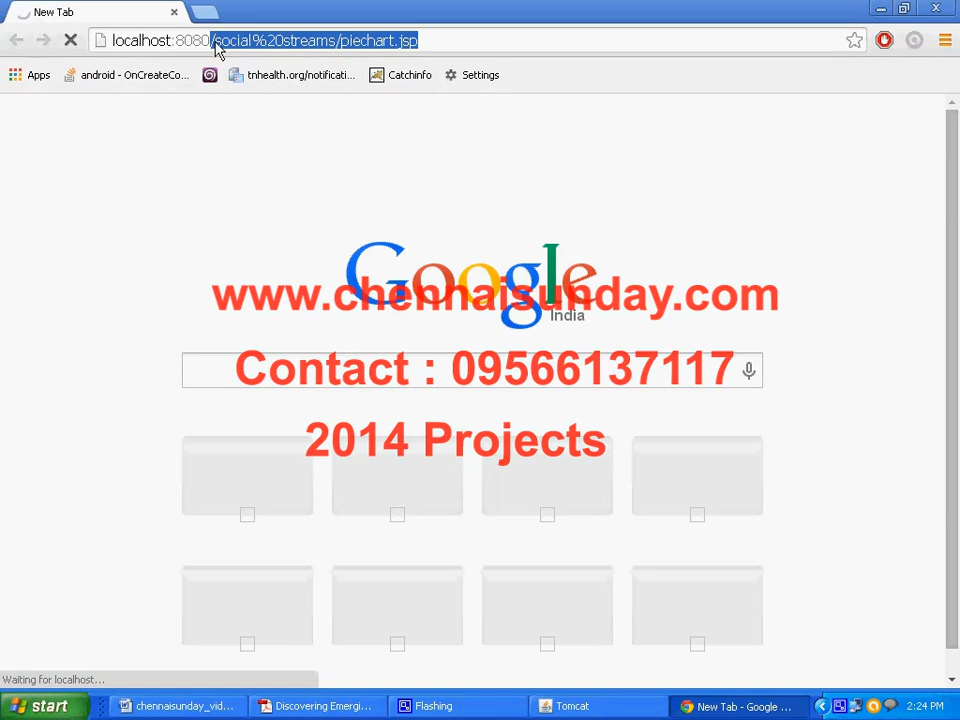 New Tab
localhost:8080/social%20streams/piechart.jsp
Apps
android - OnCreateCo...
tnhealth.org/notificati...
Catchinfo
Settings
Google
India
www.chennaisunday.com
Contact : 09566137117
2014 Projects
Waiting for localhost...
start
chennaisunday_vid...
Discovering Emergi...
Flashing
Tomcat
New Tab - Google ...
2:24 PM